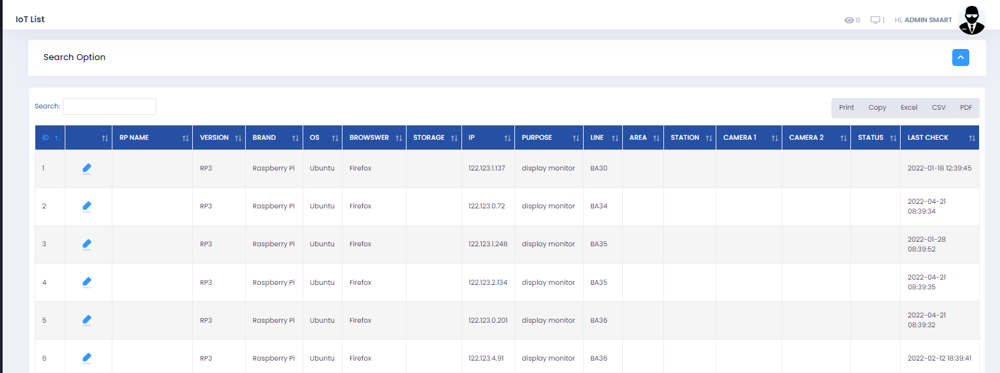 IoT List
6 1 Hi, ADMIN SMART
Search Option
Search:
Print Copy Excel CSV PDF
ID RP NAME VERSION BRAND OS BROWSWER STORAGE IP PURPOSE LINE AREA STATION CAMERA 1 CAMERA 2 STATUS LAST CHECK
1 RP3 Raspberry Pi Ubuntu Firefox 122.123.1.137 display monitor BA30 2022-01-18 12:39:45
2 RP3 Raspberry Pi Ubuntu Firefox 122.123.0.72 display monitor BA34 2022-04-21
08:39:34
3 RP3 Raspberry Pi Ubuntu Firefox 122.123.1.248 display monitor BA35 2022-01-28
08:39:52
4 RP3 Raspberry Pi Ubuntu Firefox 122.123.2.134 display monitor BA35 2022-04-21
08:39:35
5 RP3 Raspberry Pi Ubuntu Firefox 122.123.0.201 display monitor BA36 2022-04-21
08:39:32
6 RP3 Raspberry Pi Ubuntu Firefox 122.123.4.91 display monitor BA36 2022-02-12 18:39:41